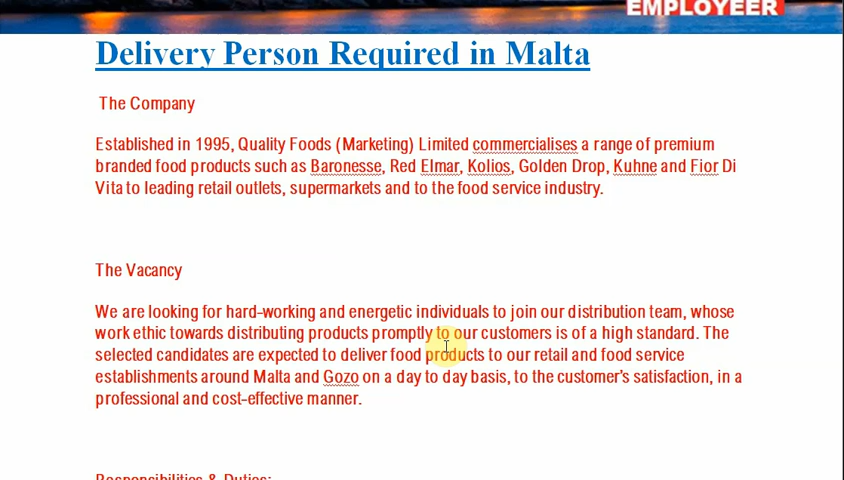 EMPLOYEER
Delivery Person Required in Malta
The Company
Established in 1995, Quality Foods (Marketing) Limited commercialises a range of premium
branded food products such as Baronesse, Red Elmar, Kolios, Golden Drop, Kuhne and Fior Di
Vita to leading retail outlets, supermarkets and to the food service industry.
The Vacancy
We are looking for hard-working and energetic individuals to join our distribution team, whose
work ethic towards distributing products promptly to our customers is of a high standard. The
selected candidates are expected to deliver food products to our retail and food service
establishments around Malta and Gozo on a day to day basis, to the customer's satisfaction, in a
professional and cost-effective manner.
Responsibilities & Duties: